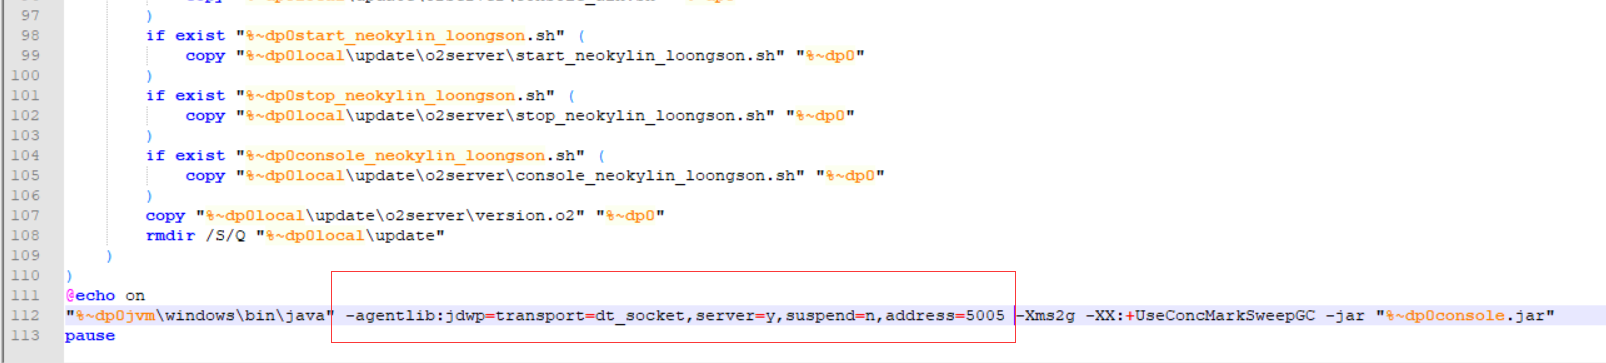 97 )
98 if exist "%~dp0start_neokylin_loongson.sh" (
99 copy "%~dp0local\update\o2server\start_neokylin_loongson.sh" "%~dp0"
100 )
101 if exist "%~dp0stop_neokylin_loongson.sh" (
102 copy "%~dp0local\update\o2server\stop_neokylin_loongson.sh" "%~dp0"
103 )
104 if exist "%~dp0console_neokylin_loongson.sh" (
105 copy "%~dp0local\update\o2server\console_neokylin_loongson.sh" "%~dp0"
106 )
107 copy "%~dp0local\update\o2server\version.o2" "%~dp0"
108 rmdir /S/Q "%~dp0local\update"
109 )
110 )
111 @echo on
112 "%~dp0jvm\windows\bin\java" -agentlib:jdwp=transport=dt_socket,server=y,suspend=n,address=5005 -Xms2g -XX:+UseConcMarkSweepGC -jar "%~dp0console.jar"
113 pause